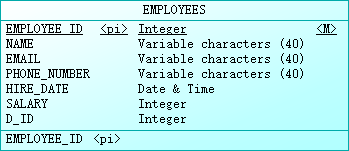 EMPLOYEES
EMPLOYEE_ID <pi> Integer <M>
NAME Variable characters (40)
EMAIL Variable characters (40)
PHONE_NUMBER Variable characters (40)
HIRE_DATE Date & Time
SALARY Integer
D_ID Integer
EMPLOYEE_ID <pi>